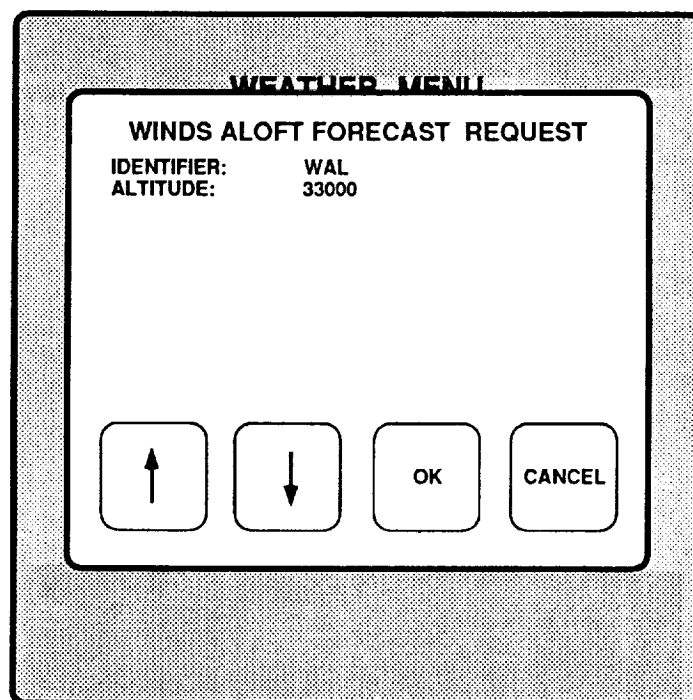 WEATHER MENU
WINDS ALOFT FORECAST REQUEST
IDENTIFIER: WAL
ALTITUDE: 33000
OK
CANCEL